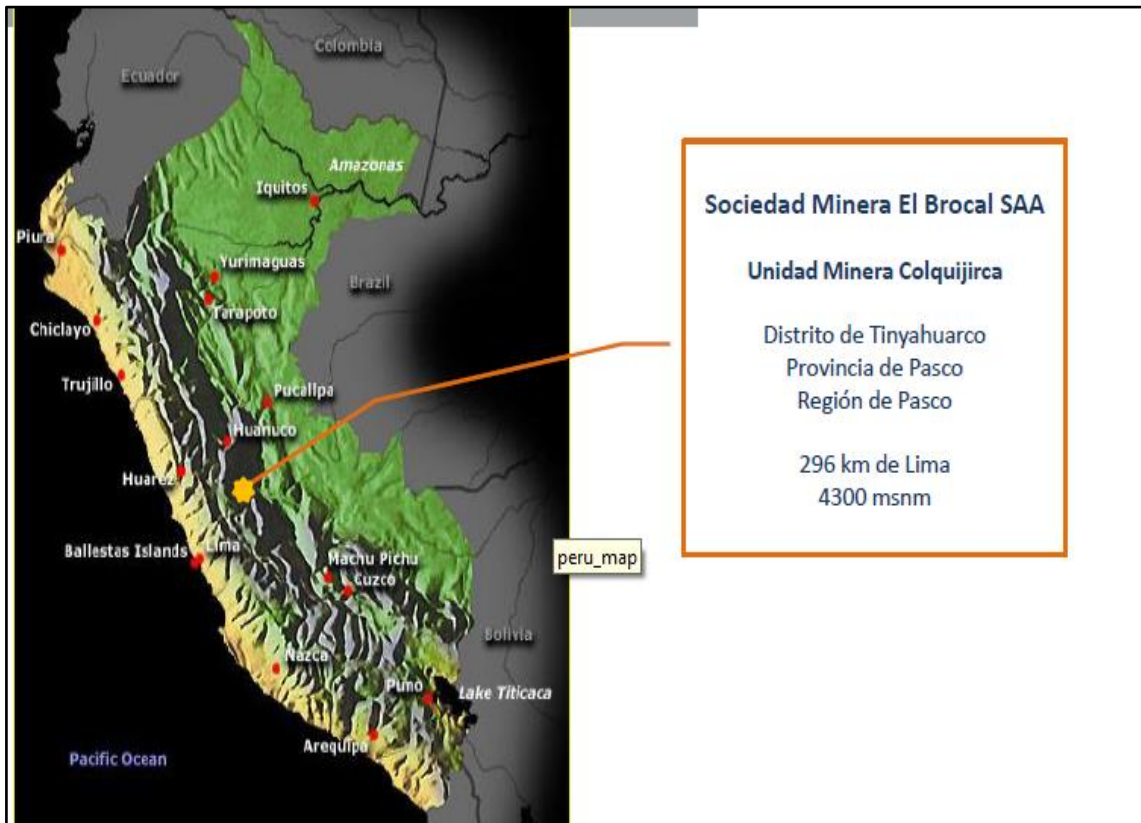 Colombia
Ecuador
Amazonas
Iquitos
Piura
Yurimaguas
Brazil
Tarapoto
Chiclayo
Trujillo
Pucallpa
Huanuco
Huarez
Ballestas Islands
Lima
Machu Pichu
Cuzco
peru_map
Bolivia
Nazca
Puno
Lake Titicaca
Arequipa
Pacific Ocean
Sociedad Minera El Brocal SAA
Unidad Minera Colquijirca
Distrito de Tinyahuarco
Provincia de Pasco
Región de Pasco
296 km de Lima
4300 msnm